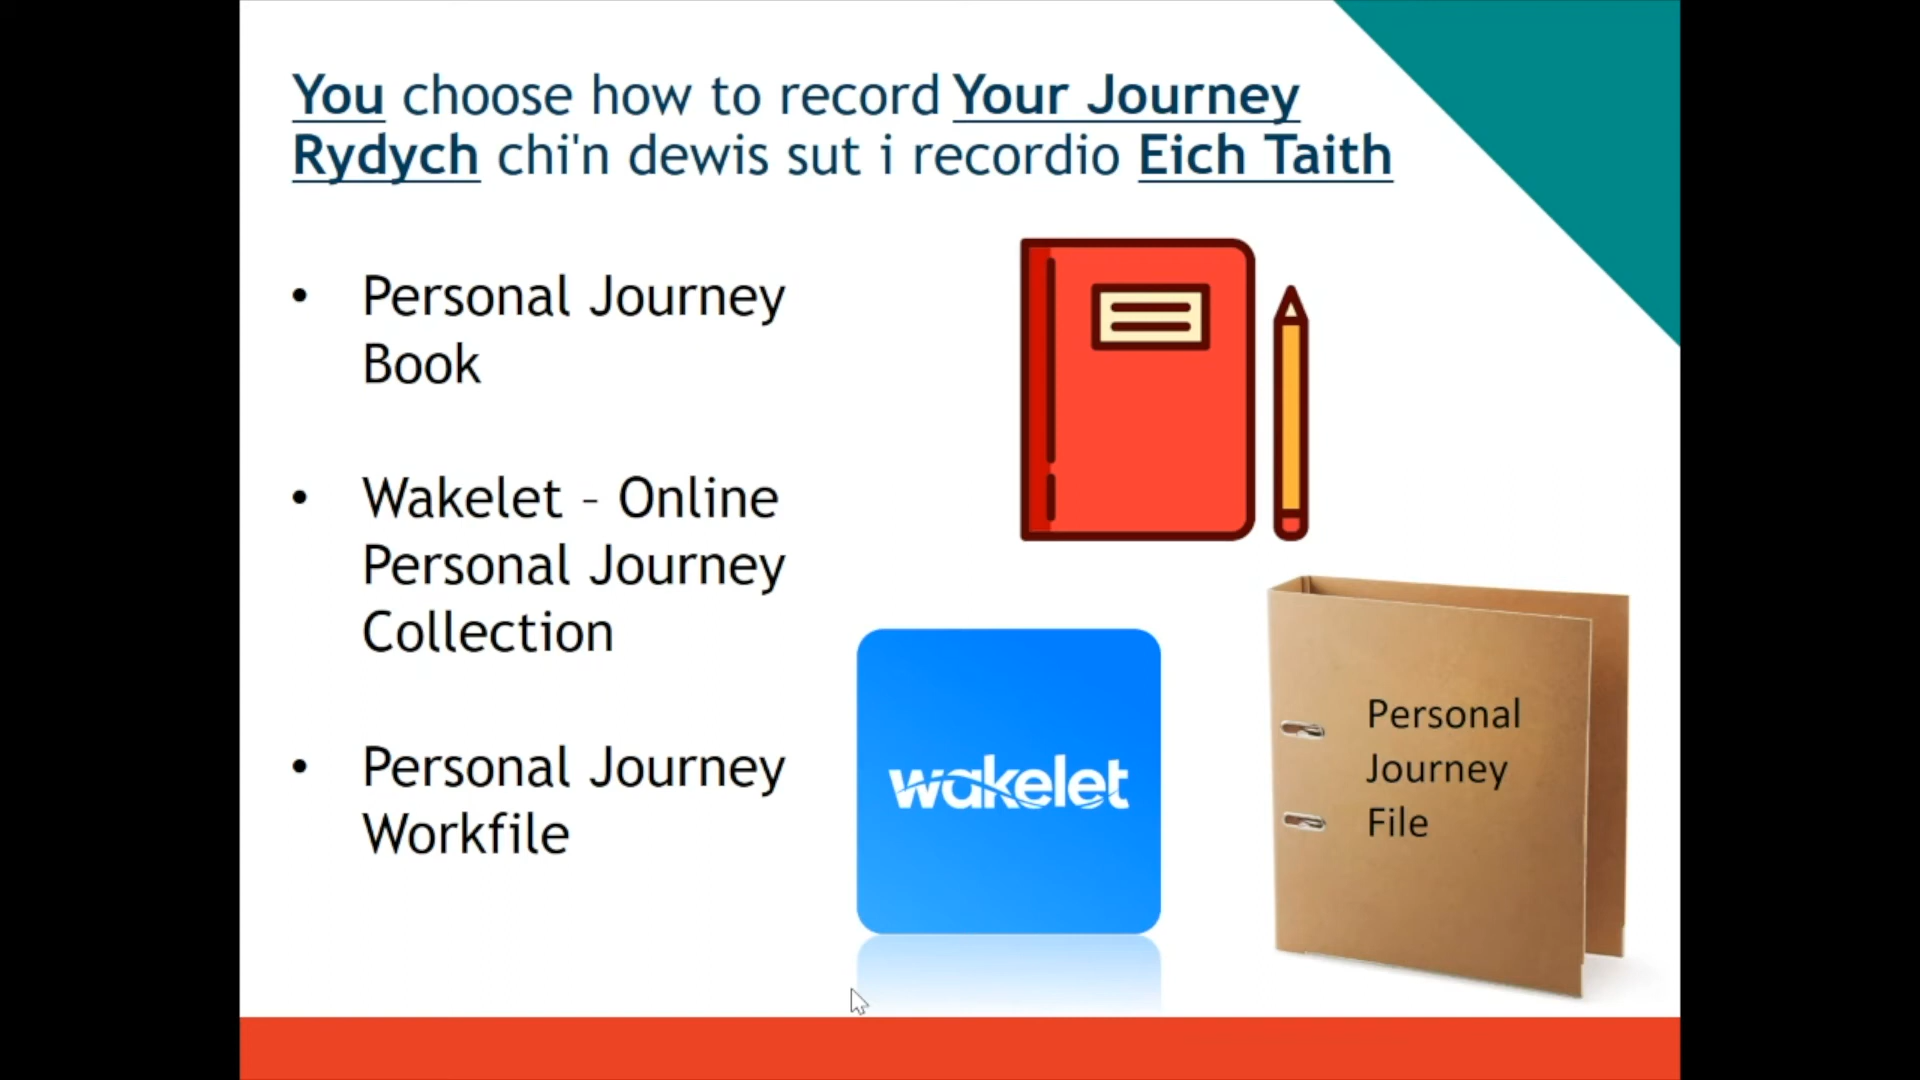 You choose how to record Your Journey
Rydych chi'n dewis sut i recordio Eich Taith
• Personal Journey
Book
• Wakelet – Online
Personal Journey
Collection
• Personal Journey
Workfile
wakelet
Personal
Journey
File